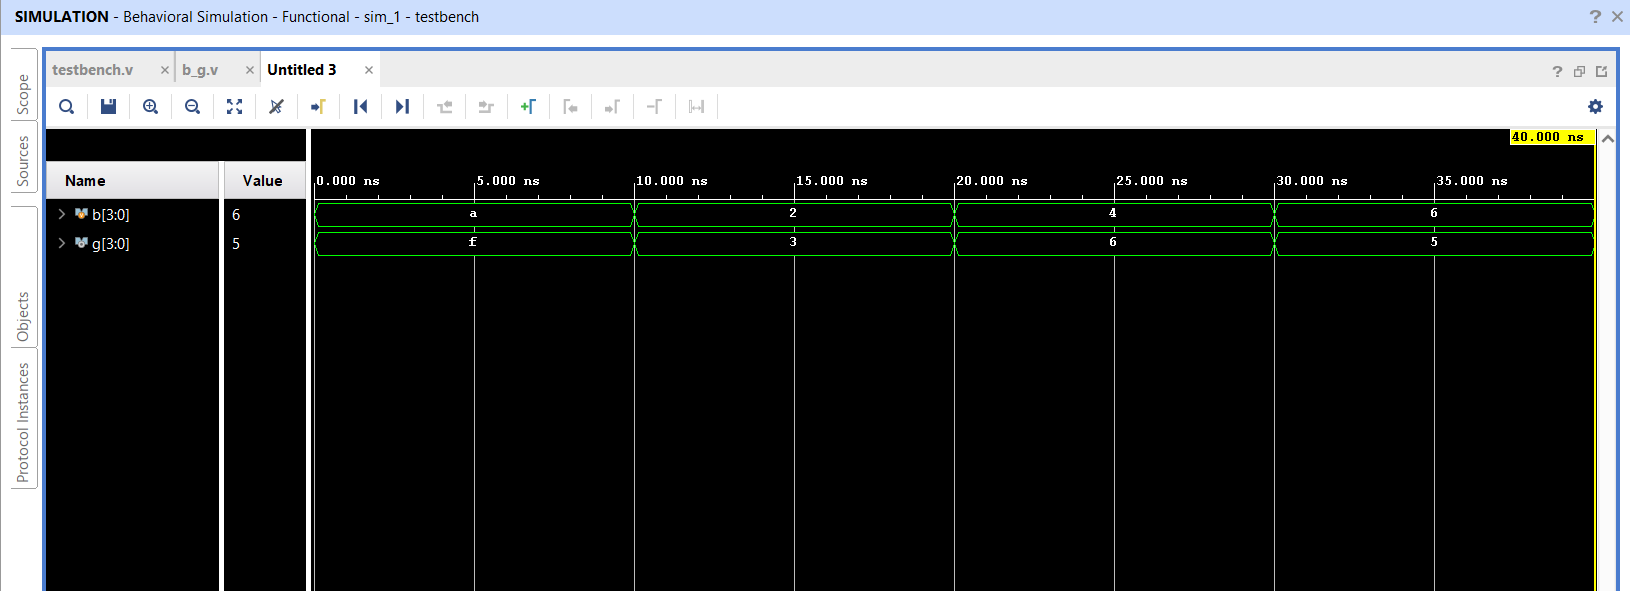 SIMULATION - Behavioral Simulation - Functional - sim_1 - testbench
testbench.v
b_g.v
Untitled 3
Scope
Sources
Objects
Protocol Instances
40.000 ns
Name
Value
0.000 ns
5.000 ns
10.000 ns
15.000 ns
20.000 ns
25.000 ns
30.000 ns
35.000 ns
b[3:0]
6
a
2
4
6
g[3:0]
5
f
3
6
5